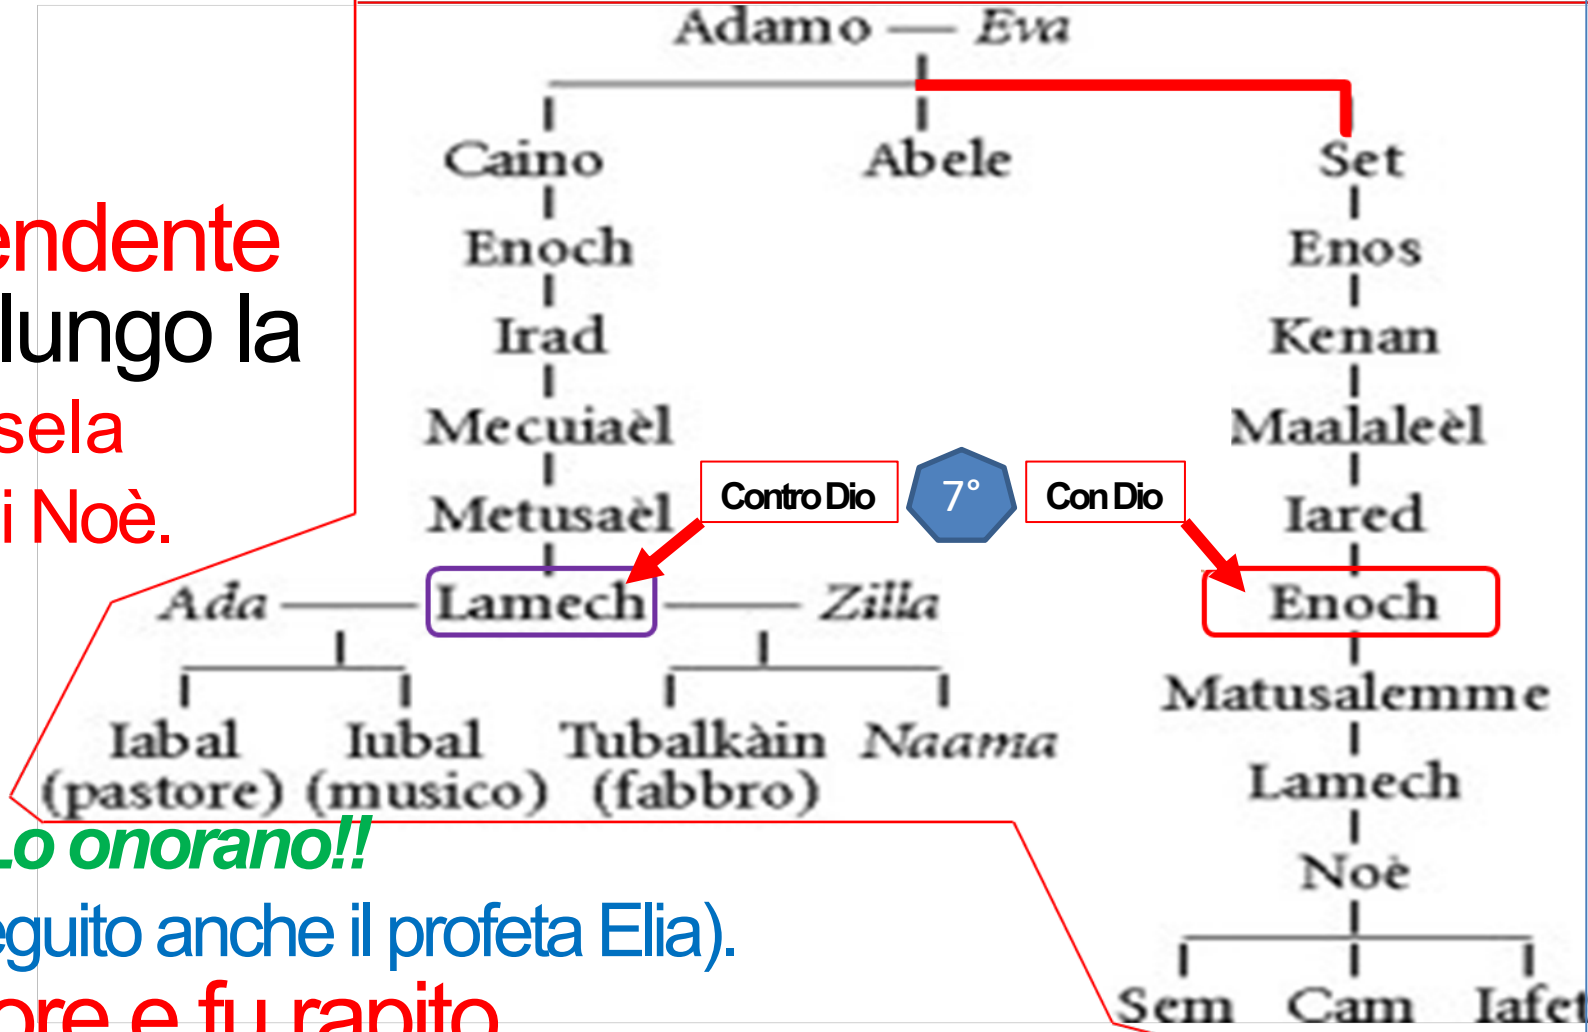 Adamo — Eva
Caino Abele Set
Enoch Enos
Irad Kenan
Mecuiaèl Maalaleèl
Metusaèl Contro Dio 7° Con Dio Iared
Ada Lamech Zilla Enoch
Matusalemme
Iabal Iubal Tubalkàin Naama
(pastore) (musico) (fabbro)
Lamech
Noè
Sem Cam Iafet
endente
lungo la
sela
i Noè.
Lo onorano!!
eguito anche il profeta Elia).
ore e fu rapito